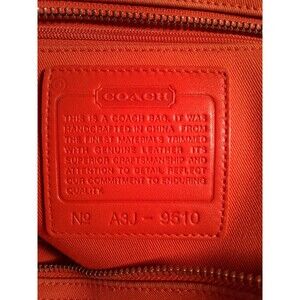 COACH
THIS IS A COACH BAG. IT WAS
HANDCRAFTED IN CHINA FROM
THE FINEST MATERIALS TRIMMED
WITH GENUINE LEATHER. ITS
SUPERIOR CRAFTSMANSHIP AND
ATTENTION TO DETAIL REFLECT
OUR COMMITMENT TO ENDURING
QUALITY.
No A3J-9510